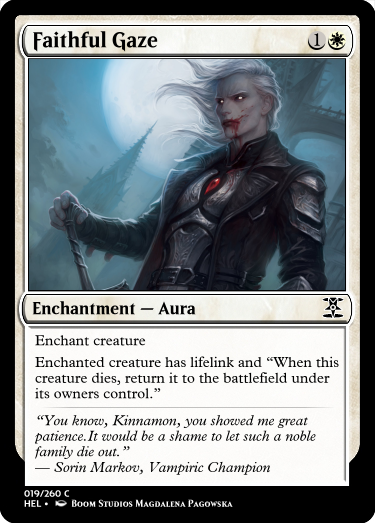 Faithful Gaze 1
Enchantment — Aura
Enchant creature
Enchanted creature has lifelink and “When this
creature dies, return it to the battlefield under
its owners control.”
“You know, Kinnamon, you showed me great
patience.It would be a shame to let such a noble
family die out.”
— Sorin Markov, Vampiric Champion
019/260 C
HEL • Boom Studios Magdalena Pagowska